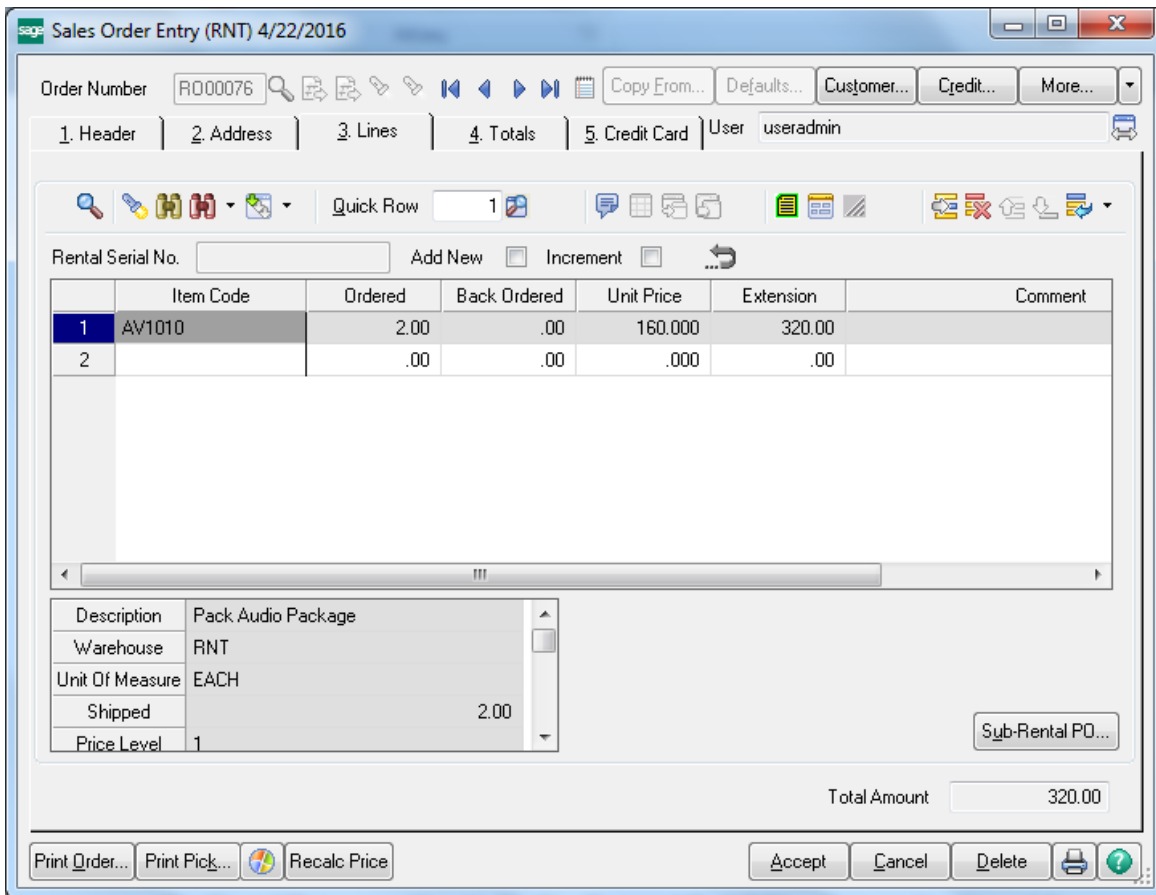 sage Sales Order Entry (RNT) 4/22/2016
Order Number RO00076 Copy From... Defaults... Customer... Credit... More...
1. Header 2. Address 3. Lines 4. Totals 5. Credit Card User useradmin
Quick Row 1
Rental Serial No. Add New Increment
Item Code Ordered Back Ordered Unit Price Extension Comment
1 AV1010 2.00 .00 160.000 320.00
2 .00 .00 .000 .00
Description Pack Audio Package
Warehouse RNT
Unit Of Measure EACH
Shipped 2.00
Price Level 1
Sub-Rental PO...
Total Amount 320.00
Print Order... Print Pick... Recalc Price Accept Cancel Delete